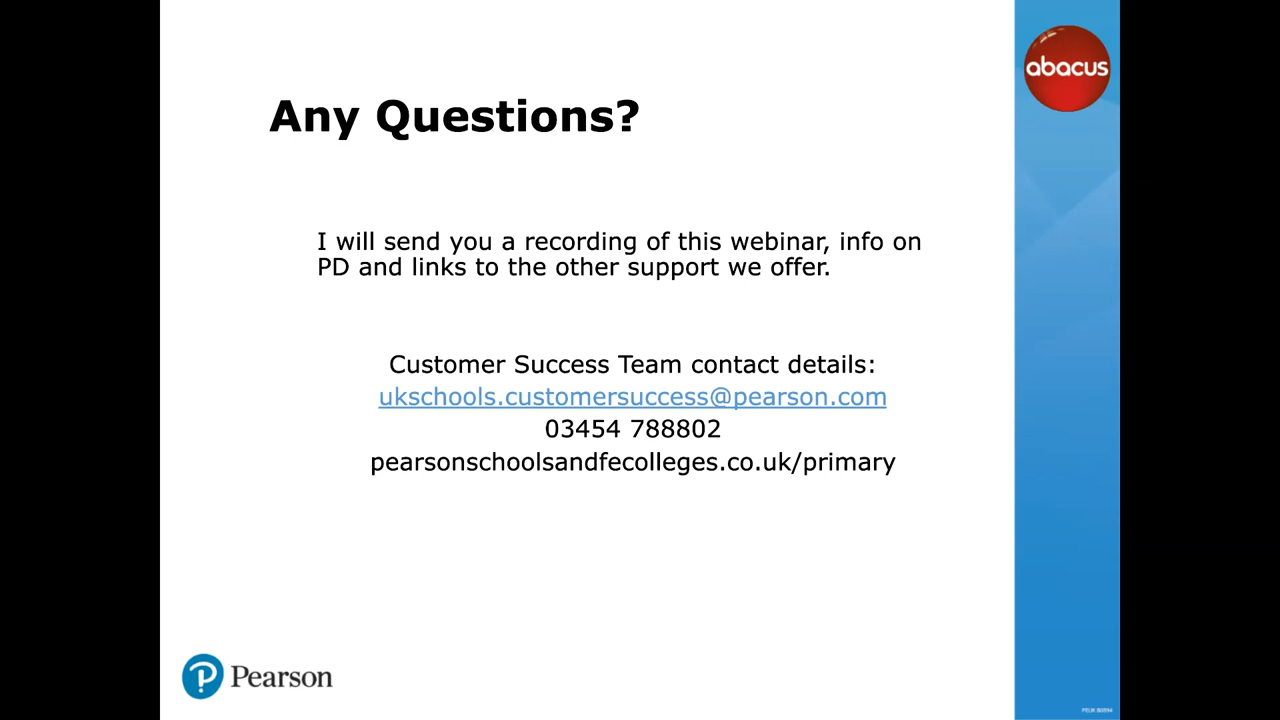 abacus
Any Questions?
I will send you a recording of this webinar, info on
PD and links to the other support we offer.
Customer Success Team contact details:
ukschools.customersuccess@pearson.com
03454 788802
pearsonschoolsandfecolleges.co.uk/primary
Pearson